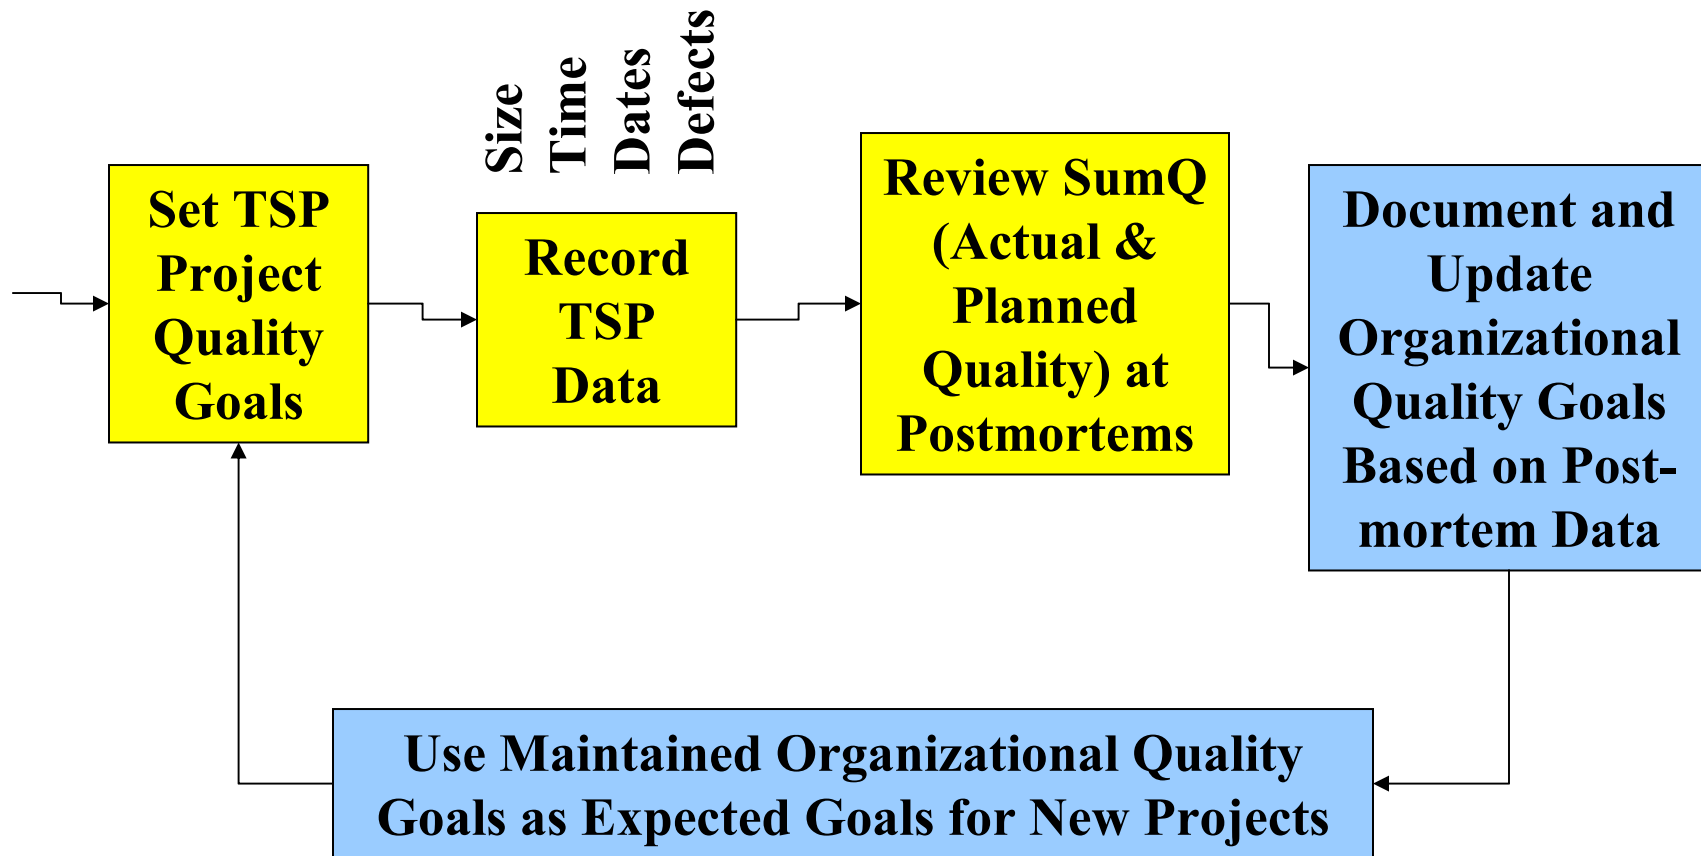 Size
Time
Dates
Defects
Set TSP
Project
Quality
Goals
Record
TSP
Data
Review SumQ
(Actual &
Planned
Quality) at
Postmortems
Document and
Update
Organizational
Quality Goals
Based on Post-
mortem Data
Use Maintained Organizational Quality
Goals as Expected Goals for New Projects